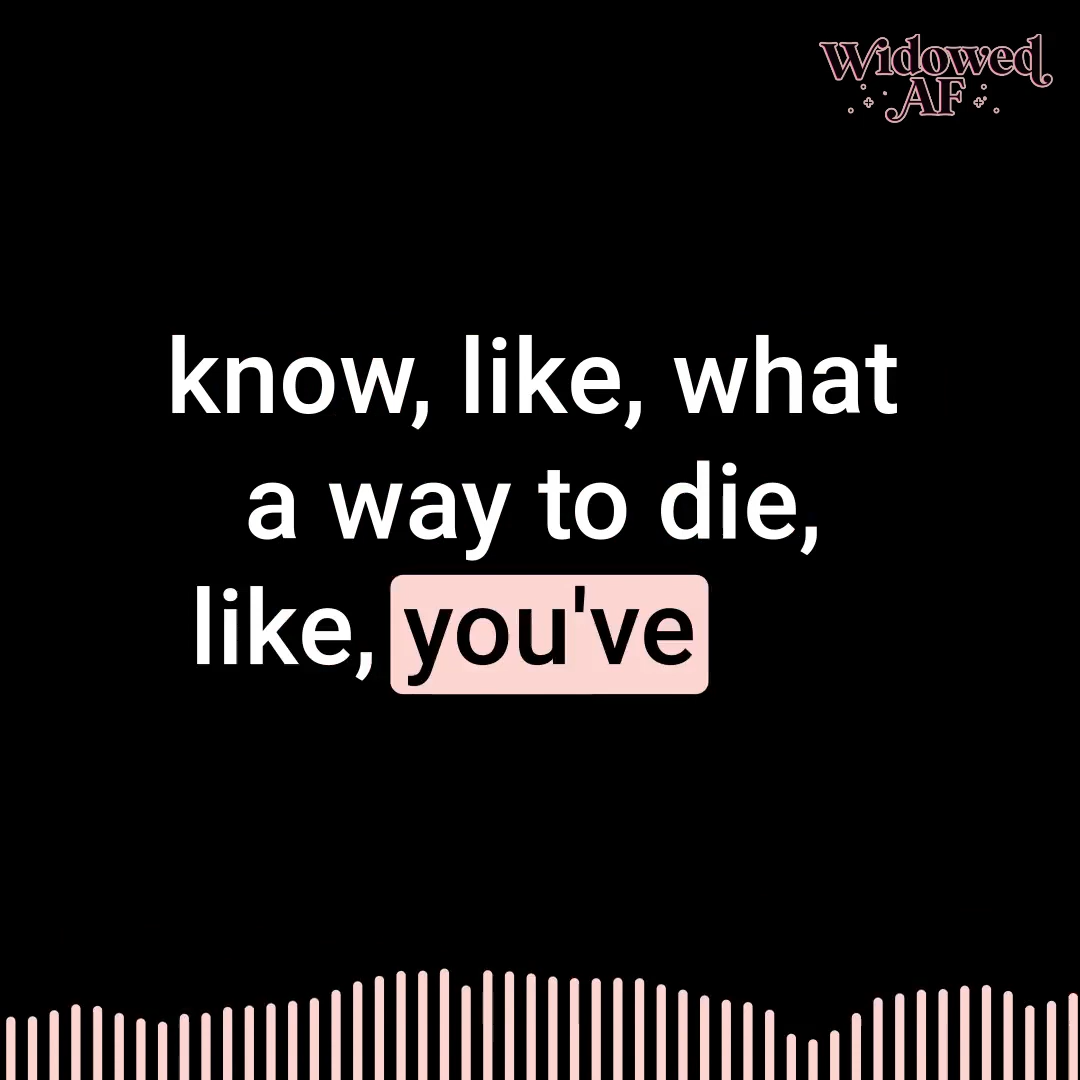 Widowed
AF
know, like, what
a way to die,
like, you've